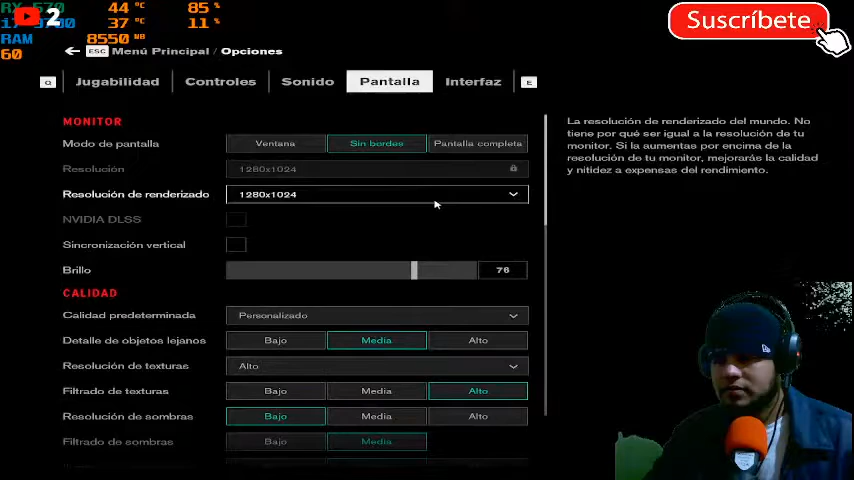 RX 570 44 °C 85 %
2
i7 3700 37 °C 11 %
RAM 8550 MB
60
Suscríbete
ESC Menú Principal / Opciones
Q Jugabilidad Controles Sonido Pantalla Interfaz E
MONITOR
Modo de pantalla Ventana Sin bordes Pantalla completa
Resolución 1280x1024
Resolución de renderizado 1280x1024
NVIDIA DLSS
Sincronización vertical
Brillo 76
CALIDAD
Calidad predeterminada Personalizado
Detalle de objetos lejanos Bajo Media Alto
Resolución de texturas Alto
Filtrado de texturas Bajo Media Alto
Resolución de sombras Bajo Media Alto
Filtrado de sombras Bajo Media
La resolución de renderizado del mundo. No
tiene por qué ser igual a la resolución de tu
monitor. Si la aumentas por encima de la
resolución de tu monitor, mejorarás la calidad
y nitidez a expensas del rendimiento.